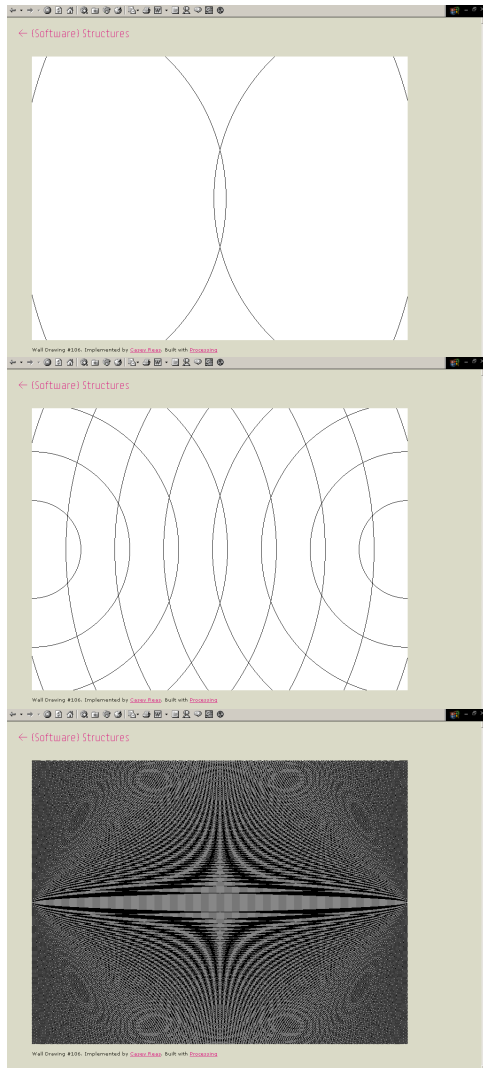 ← {Software} Structures
Wall Drawing #106. Implemented by Casey Reas. Built with Processing
← {Software} Structures
Wall Drawing #106. Implemented by Casey Reas. Built with Processing
← {Software} Structures
Wall Drawing #106. Implemented by Casey Reas. Built with Processing